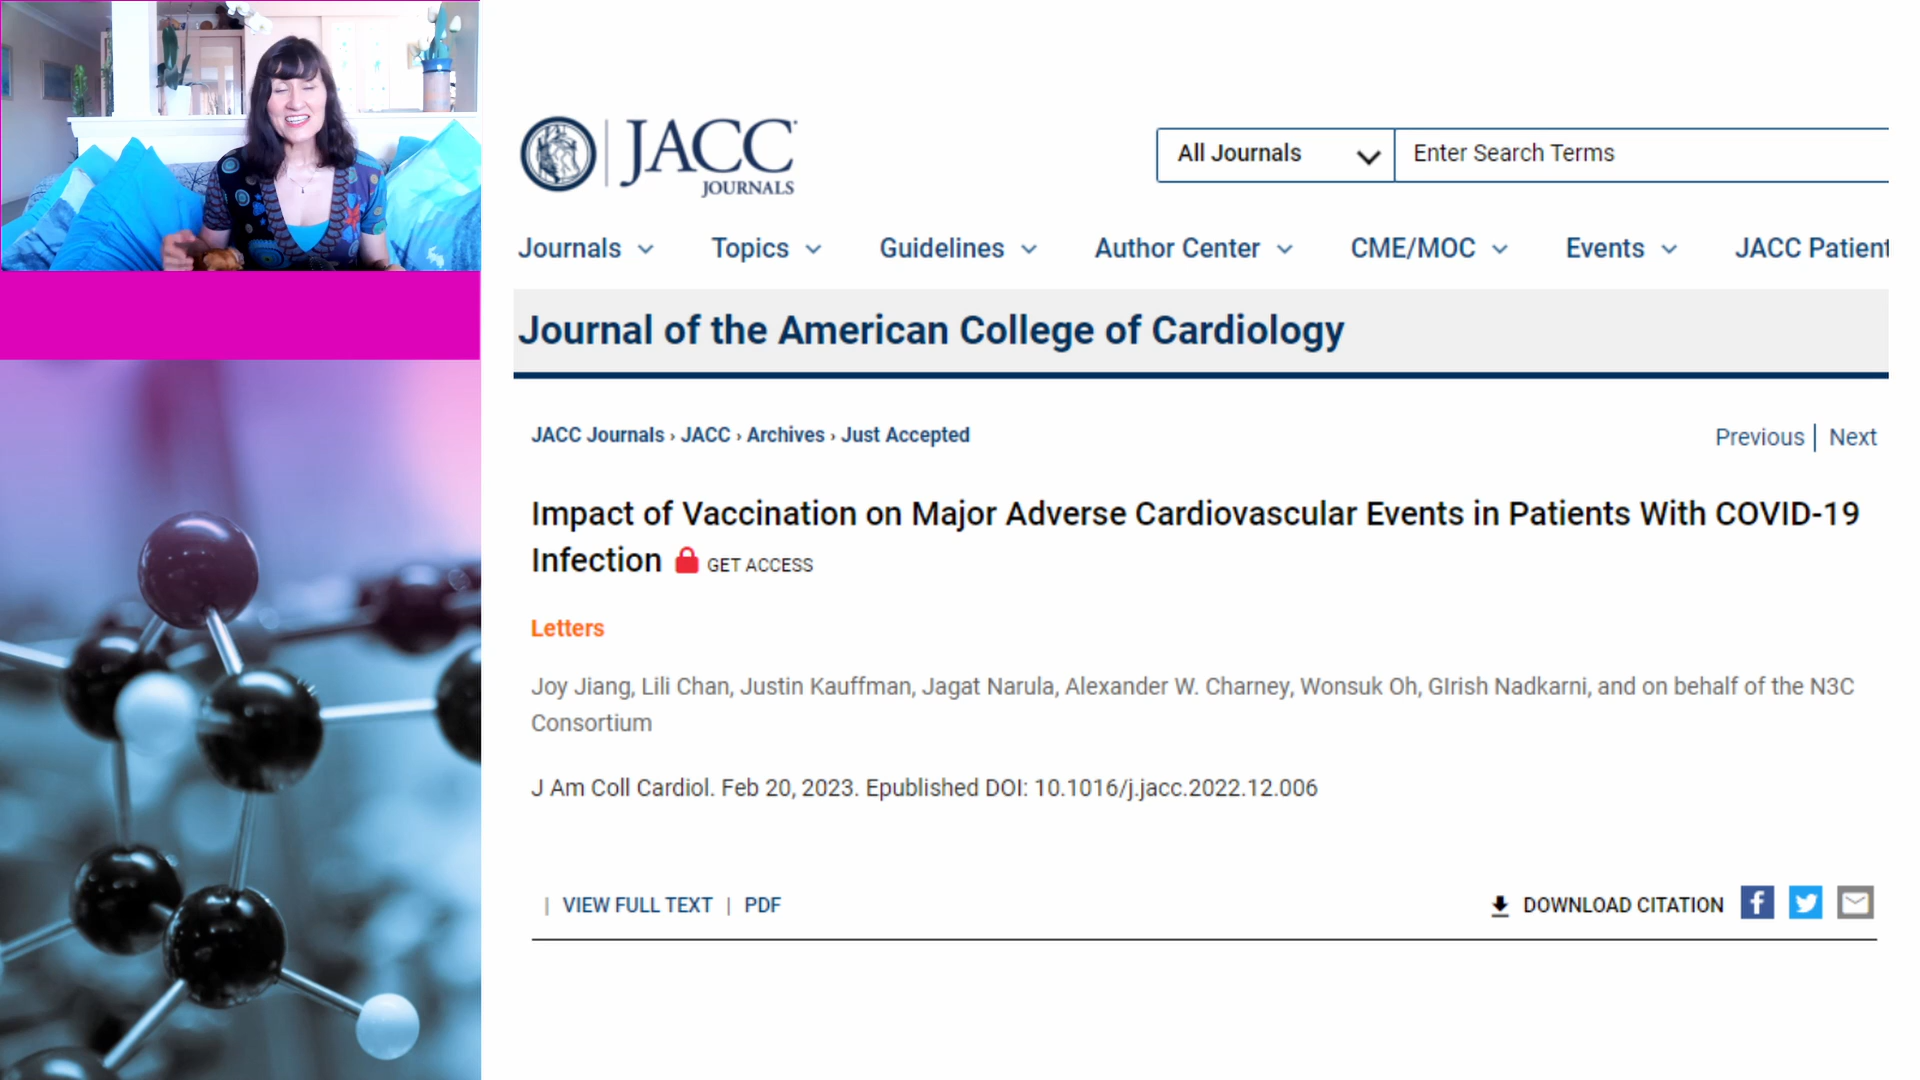 JACC
JOURNALS
All Journals
Enter Search Terms
Journals
Topics
Guidelines
Author Center
CME/MOC
Events
JACC Patient
Journal of the American College of Cardiology
JACC Journals › JACC › Archives › Just Accepted
Previous | Next
Impact of Vaccination on Major Adverse Cardiovascular Events in Patients With COVID-19
Infection GET ACCESS
Letters
Joy Jiang, Lili Chan, Justin Kauffman, Jagat Narula, Alexander W. Charney, Wonsuk Oh, GIrish Nadkarni, and on behalf of the N3C
Consortium
J Am Coll Cardiol. Feb 20, 2023. Epublished DOI: 10.1016/j.jacc.2022.12.006
| VIEW FULL TEXT | PDF
DOWNLOAD CITATION